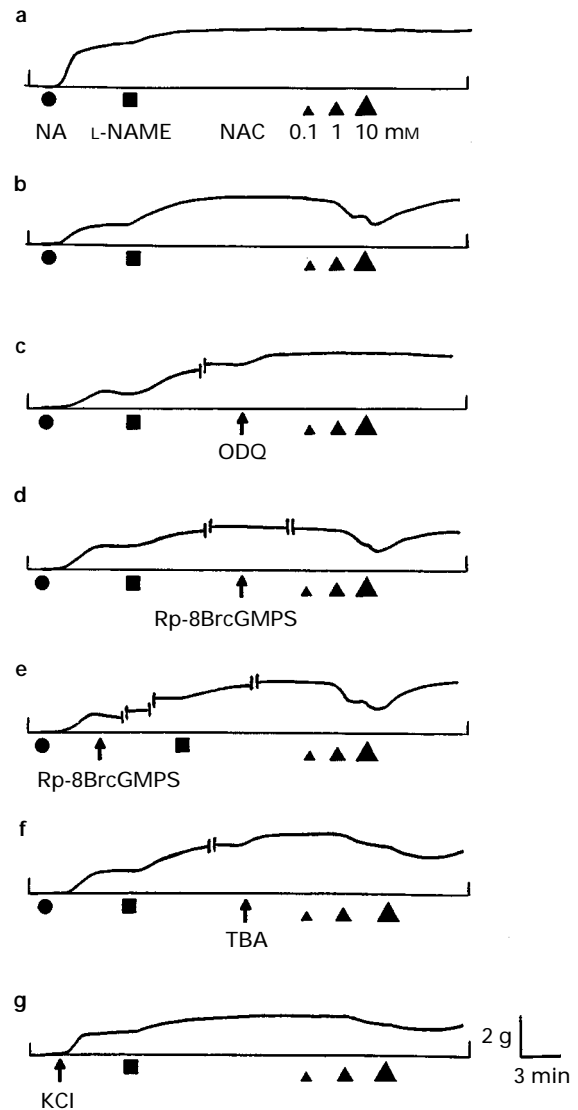 a
NA L-NAME NAC 0.1 1 10 mM
b
c
ODQ
d
Rp-8BrcGMPS
e
Rp-8BrcGMPS
f
TBA
g
2 g
3 min
KCl